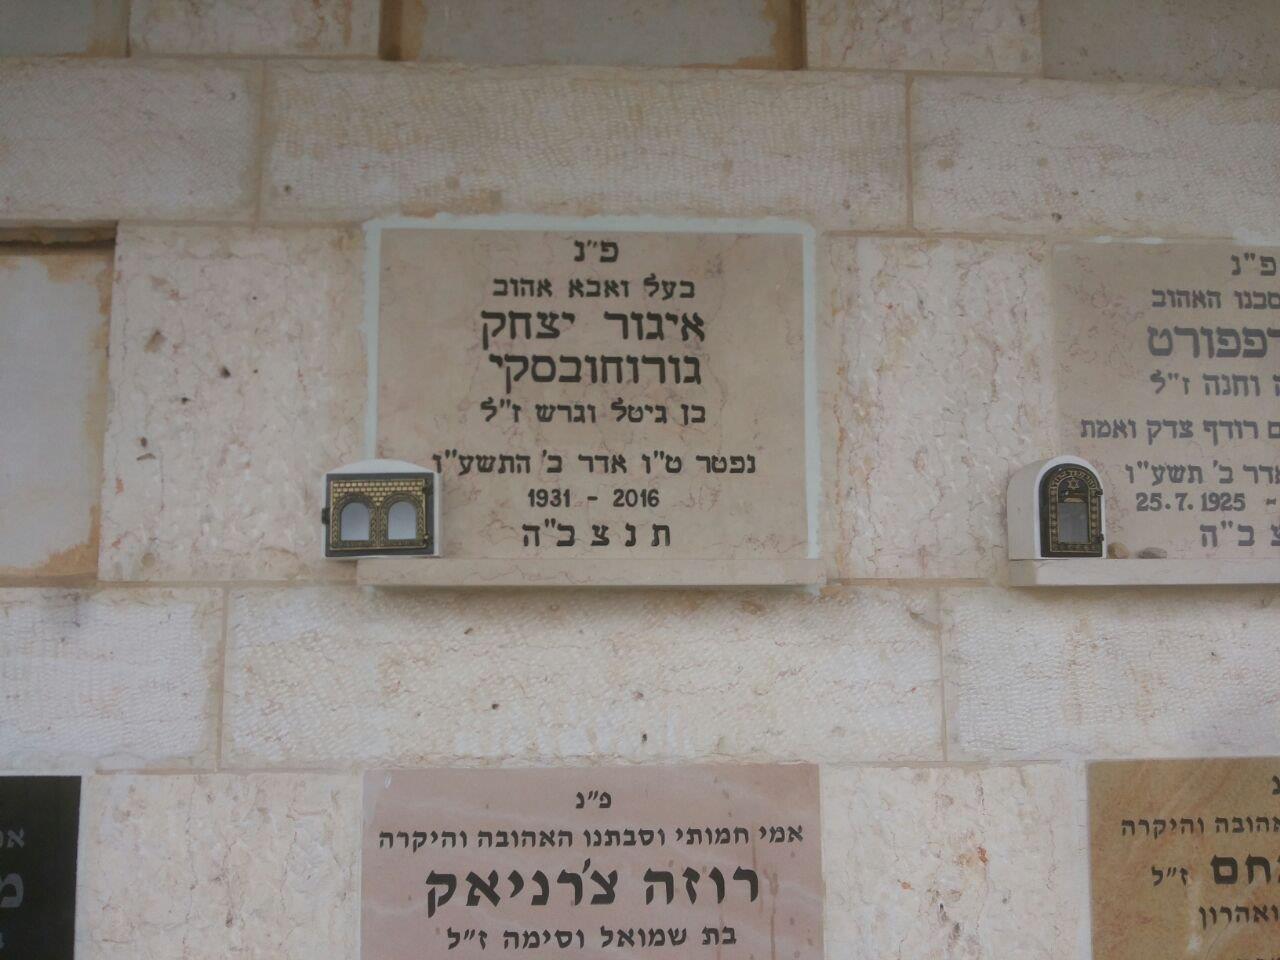 פ"נ
בעל ואבא אהוב
איגור יצחק
גורוחובסקי
בן גיטל וגרש ז"ל
נפטר ט"ו אדר ב' התשע"ו
1931 - 2016
ת נ צ ב"ה
פ"נ
סבנו האהוב
רפפורט
וחנה ז"ל
רודף צדק ואמת
אדר ב' תשע"ו
25.7.1925 -
צ ב"ה
פ"נ
אמי חמותי וסבתנו האהובה והיקרה
רוזה צ'רניאק
בת שמואל וסימה ז"ל
והיקרה
ז"ל
ואהרון